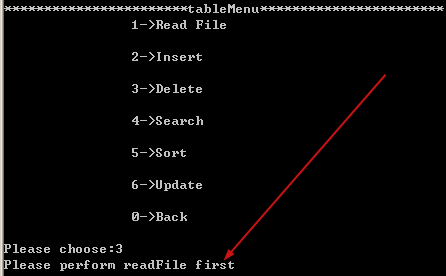 ***********************tableMenu***********************
1->Read File
2->Insert
3->Delete
4->Search
5->Sort
6->Update
0->Back
Please choose:3
Please perform readFile first